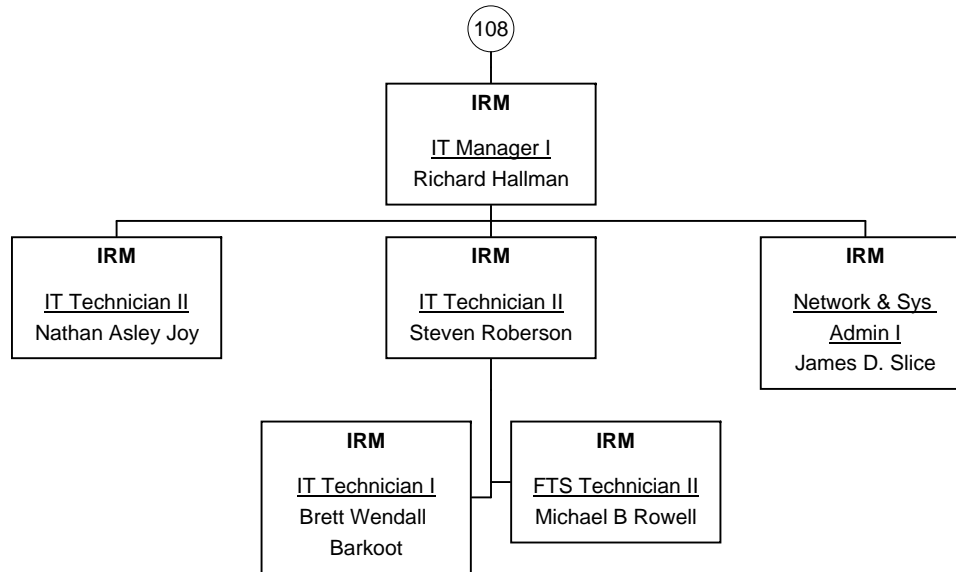 108
IRM
IT Manager I
Richard Hallman
IRM
IT Technician II
Nathan Asley Joy
IRM
IT Technician II
Steven Roberson
IRM
Network & Sys
Admin I
James D. Slice
IRM
IT Technician I
Brett Wendall
Barkoot
IRM
FTS Technician II
Michael B Rowell